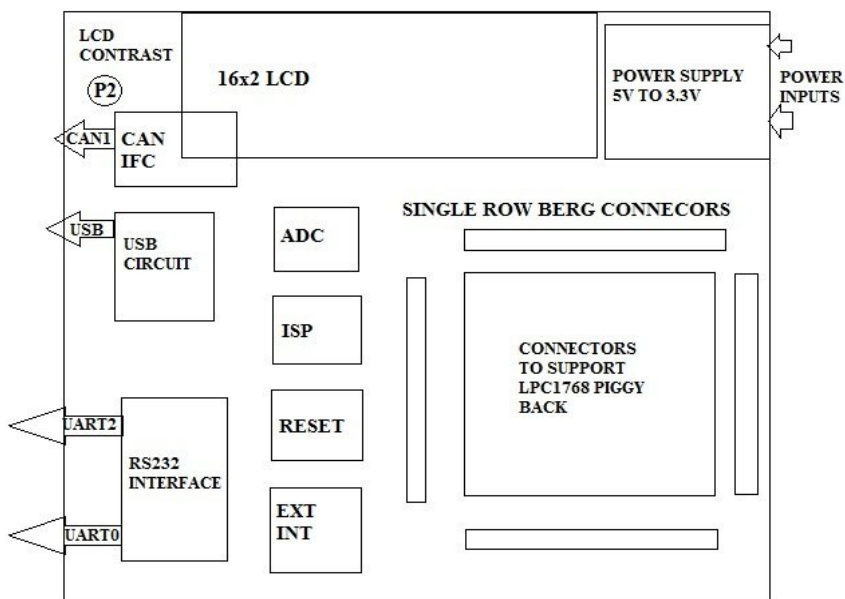 LCD
CONTRAST
P2
16x2 LCD
POWER SUPPLY
5V TO 3.3V
POWER
INPUTS
CAN1
CAN
IFC
USB
USB
CIRCUIT
ADC
SINGLE ROW BERG CONNECORS
ISP
CONNECTORS
TO SUPPORT
LPC1768 PIGGY
BACK
UART2
RESET
RS232
INTERFACE
EXT
INT
UART0